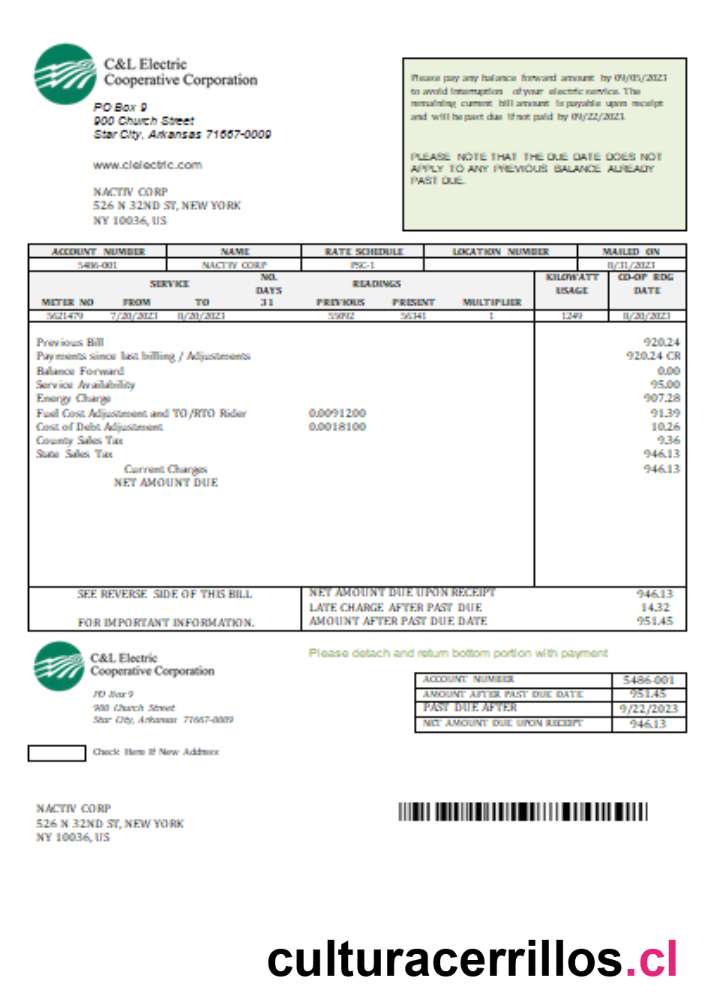 C&L Electric
Cooperative Corporation
PO Box 9
900 Church Street
Star City, Arkansas 71667-0009
www.clelectric.com
NACTIV CORP
526 N 32ND ST, NEW YORK
NY 10036, US
Please pay any balance forward amount by 09/05/2023
to avoid interruption of your electric service. The
remaining current bill amount is payable upon receipt
and will be past due if not paid by 09/22/2023.
PLEASE NOTE THAT THE DUE DATE DOES NOT
APPLY TO ANY PREVIOUS BALANCE ALREADY
PAST DUE.
ACCOUNT NUMBER NAME RATE SCHEDULE LOCATION NUMBER MAILED ON
5486-001 NACTIV CORP PSC-1 8/31/2023
SERVICE NO. DAYS READINGS KILOWATT USAGE CO-OP RDG DATE
METER NO FROM TO 31 PREVIOUS PRESENT MULTIPLIER
5621479 7/20/2023 8/20/2023 55092 56341 1 1249 8/20/2023
Previous Bill 920.24
Payments since last billing / Adjustments 920.24 CR
Balance Forward 0.00
Service Availability 95.00
Energy Charge 907.28
Fuel Cost Adjustment and TO/RTO Rider 0.0091200 91.39
Cost of Debt Adjustment 0.0018100 10.26
County Sales Tax 9.36
State Sales Tax 946.13
Current Charges 946.13
NET AMOUNT DUE
SEE REVERSE SIDE OF THIS BILL
FOR IMPORTANT INFORMATION.
NET AMOUNT DUE UPON RECEIPT 946.13
LATE CHARGE AFTER PAST DUE 14.32
AMOUNT AFTER PAST DUE DATE 951.45
C&L Electric
Cooperative Corporation
PO Box 9
900 Church Street
Star City, Arkansas 71667-0009
Please detach and return bottom portion with payment
ACCOUNT NUMBER 5486-001
AMOUNT AFTER PAST DUE DATE 951.45
PAST DUE AFTER 9/22/2023
NET AMOUNT DUE UPON RECEIPT 946.13
Check Here If New Address
NACTIV CORP
526 N 32ND ST, NEW YORK
NY 10036, US
culturacerrillos.cl